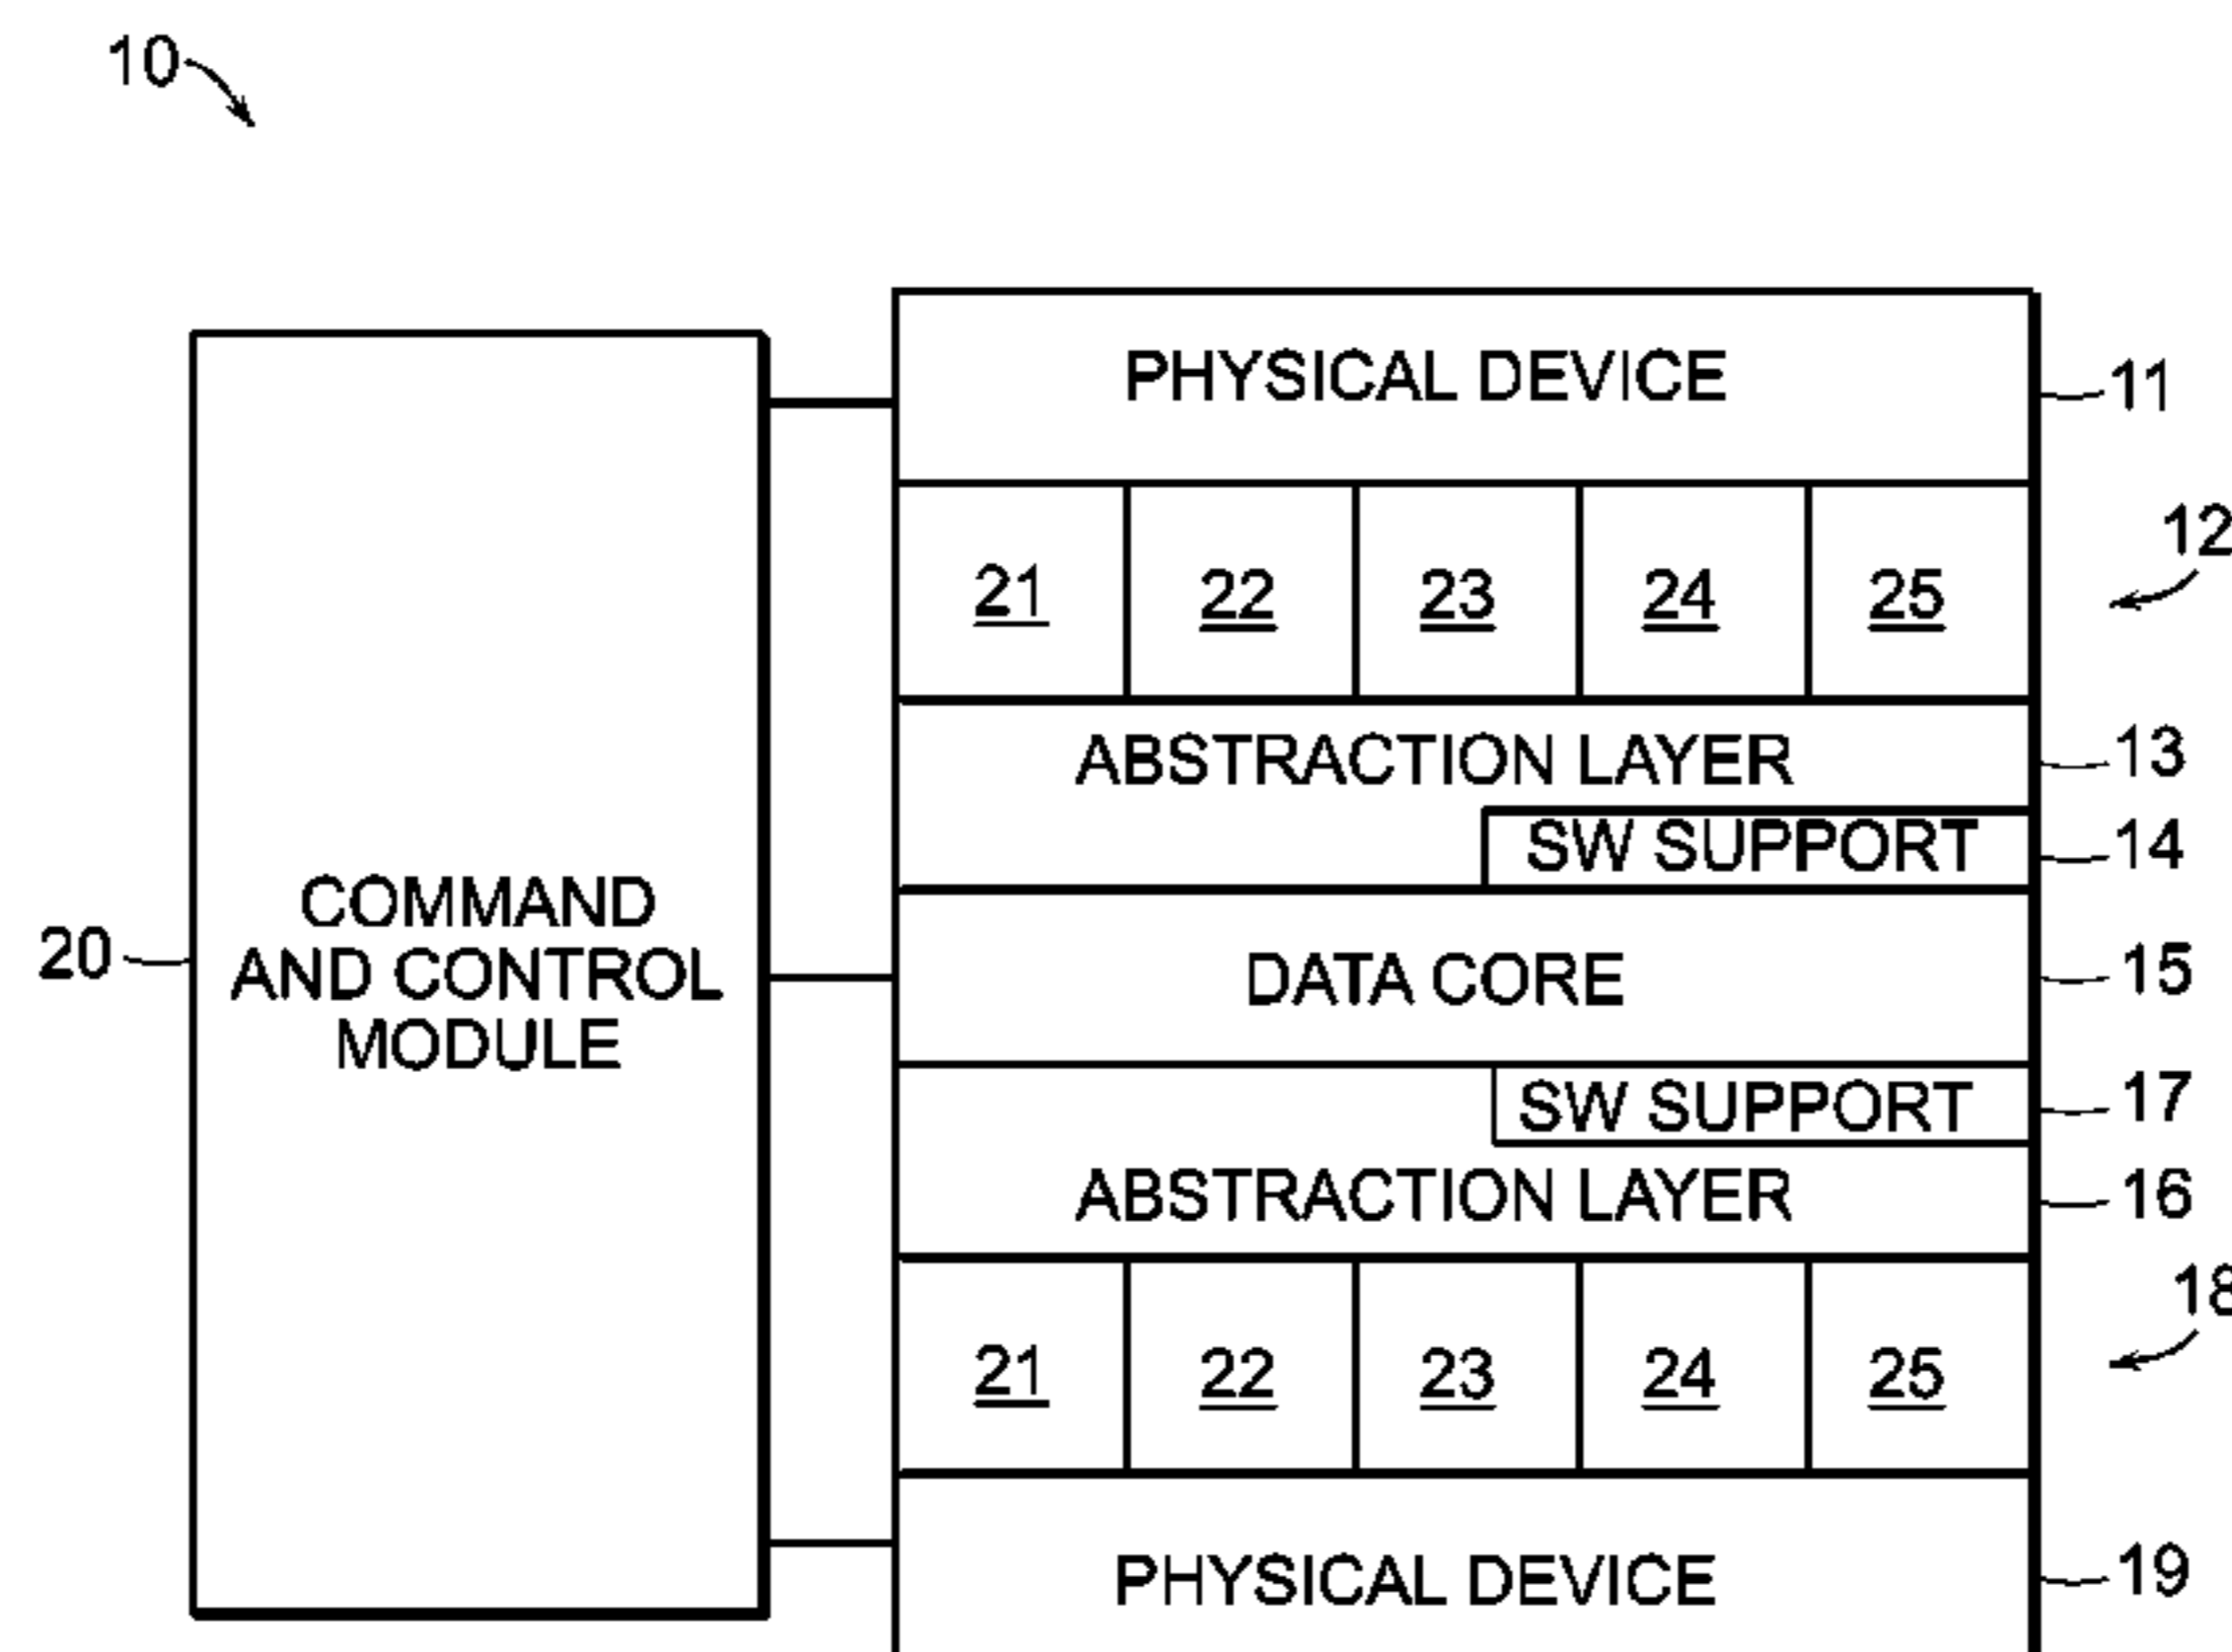 10
PHYSICAL DEVICE
11
21 22 23 24 25
12
ABSTRACTION LAYER
13
SW SUPPORT
14
COMMAND
AND CONTROL
MODULE
20
DATA CORE
15
SW SUPPORT
17
ABSTRACTION LAYER
16
21 22 23 24 25
18
PHYSICAL DEVICE
19